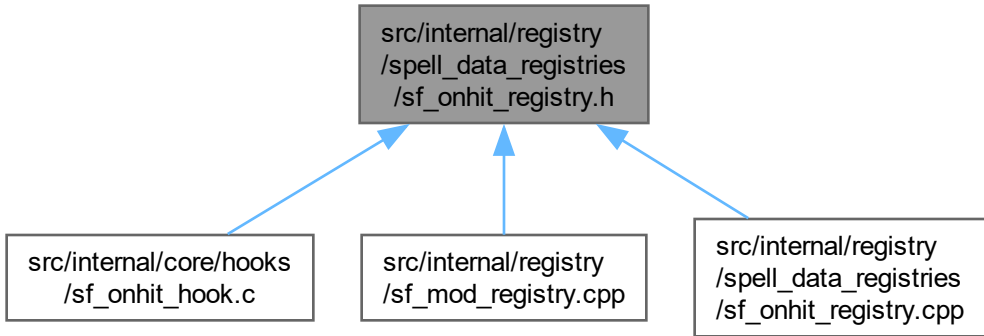 src/internal/registry
/spell_data_registries
/sf_onhit_registry.h
src/internal/core/hooks
/sf_onhit_hook.c
src/internal/registry
/sf_mod_registry.cpp
src/internal/registry
/spell_data_registries
/sf_onhit_registry.cpp